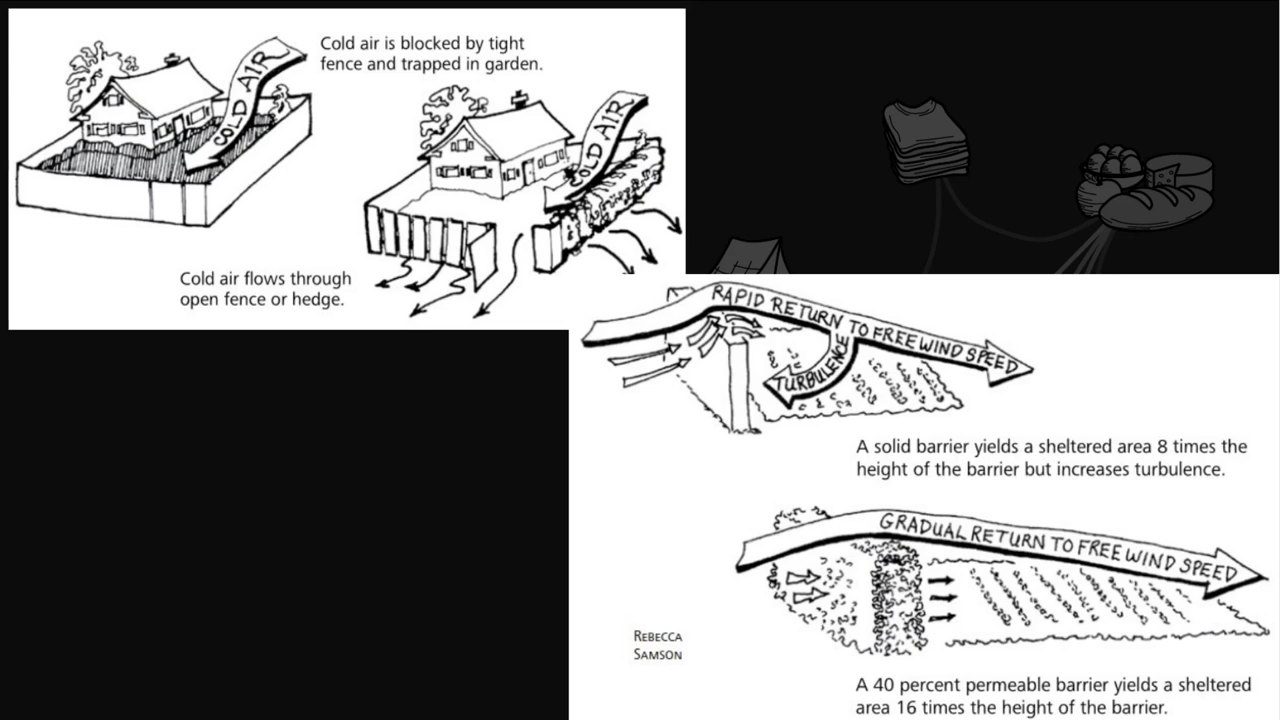 Cold air is blocked by tight
fence and trapped in garden.
COLD AIR
COLD AIR
Cold air flows through
open fence or hedge.
RAPID RETURN TO FREE WIND SPEED
TURBULENCE
A solid barrier yields a sheltered area 8 times the
height of the barrier but increases turbulence.
GRADUAL RETURN TO FREE WIND SPEED
REBECCA
SAMSON
A 40 percent permeable barrier yields a sheltered
area 16 times the height of the barrier.